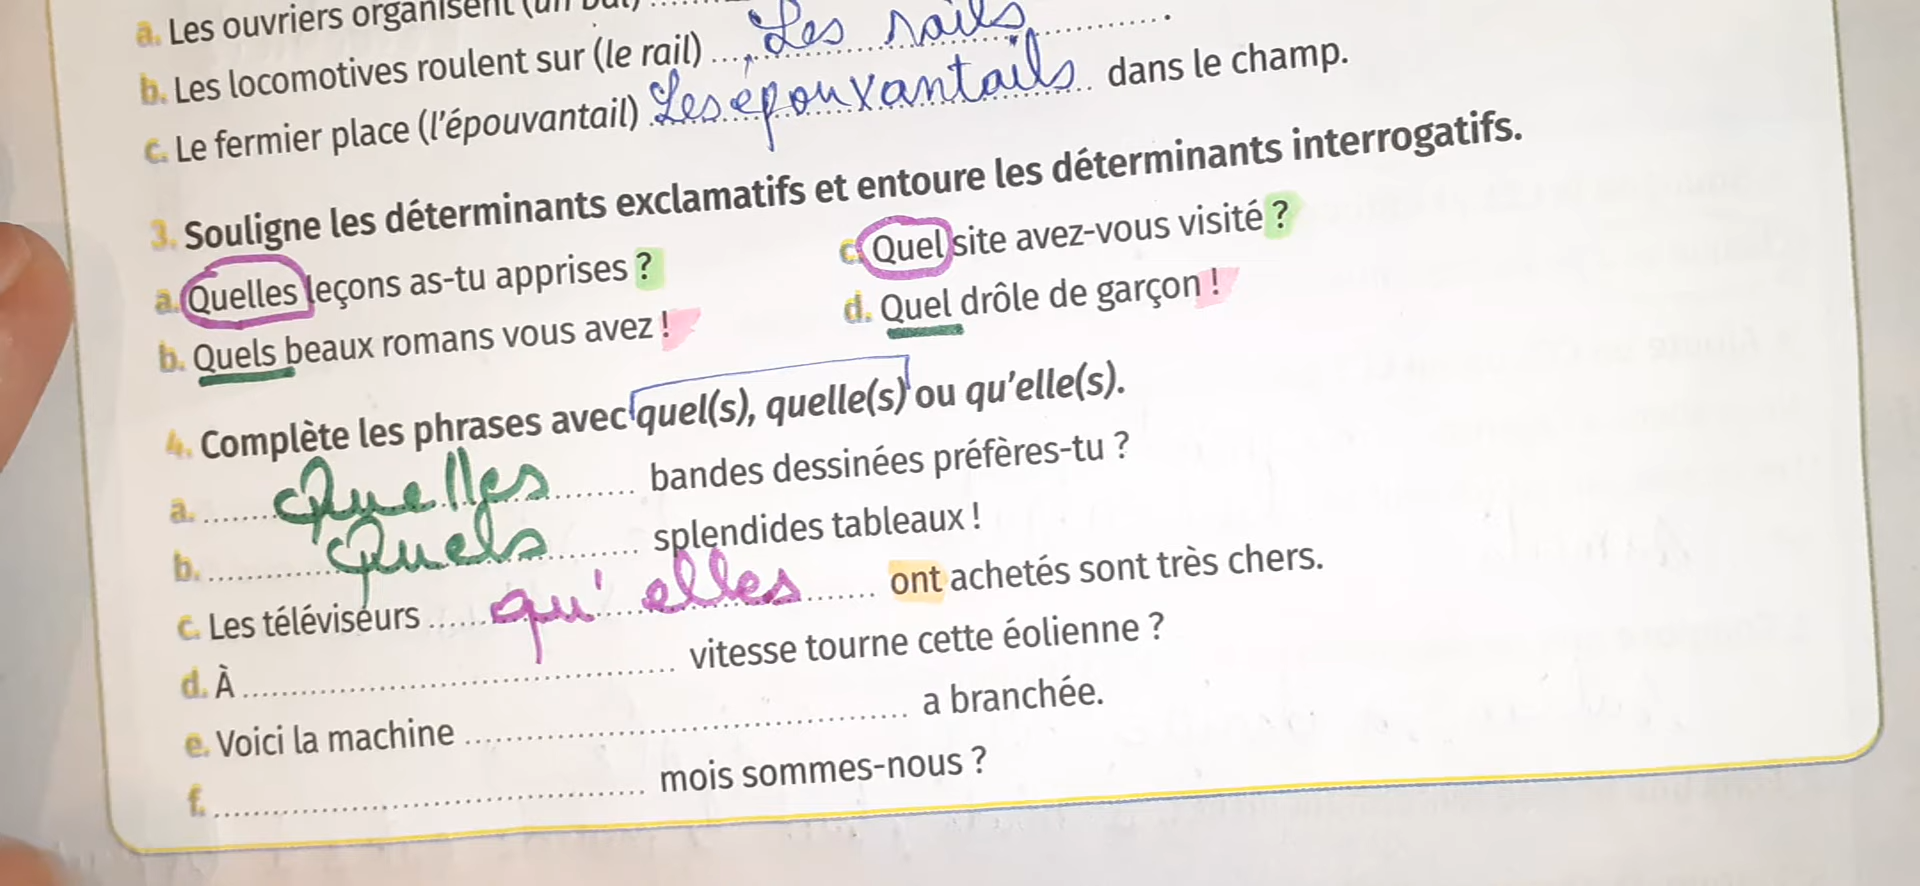 a. Les ouvriers organisent (un but) ....
b. Les locomotives roulent sur (le rail) .... Les rails ............
c. Le fermier place (l'épouvantail) Les épouvantails .. dans le champ.
3. Souligne les déterminants exclamatifs et entoure les déterminants interrogatifs.
a. Quelles leçons as-tu apprises ?
b. Quels beaux romans vous avez !
c. Quel site avez-vous visité ?
d. Quel drôle de garçon !
4. Complète les phrases avec quel(s), quelle(s) ou qu'elle(s).
a. ....... Quelles ......... bandes dessinées préfères-tu ?
b. ............ Quels ......... splendides tableaux !
c. Les téléviseurs ...... qu'elles ....... ont achetés sont très chers.
d. À .................................................. vitesse tourne cette éolienne ?
e. Voici la machine .................................................. a branchée.
f. .................................................. mois sommes-nous ?